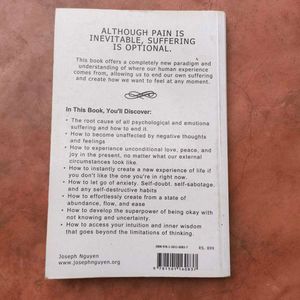 ALTHOUGH PAIN IS
INEVITABLE, SUFFERING
IS OPTIONAL.
This book offers a completely new paradigm and
understanding of where our human experience
comes from, allowing us to end our own suffering
and create how we want to feel at any moment.
In This Book, You'll Discover:
• The root cause of all psychological and emotiona
suffering and how to end it.
• How to become unaffected by negative thoughts
and feelings
• How to experience unconditional love, peace, and
joy in the present, no matter what our external
circumstances look like.
• How to instantly create a new experience of life if
you don't like the one you're in right now.
• How to let go of anxiety. Self-doubt. self-sabotage,
and any self-destructive habits
• How to effortlessly create from a state of
abundance, flow, and ease
• How to develop the superpower of being okay with
not knowing and uncertainty.
• How to access your intuition and inner wisdom
that goes beyond the limitations of thinking.
Joseph Nguyen
www.josephnguyen.org
RS. 899